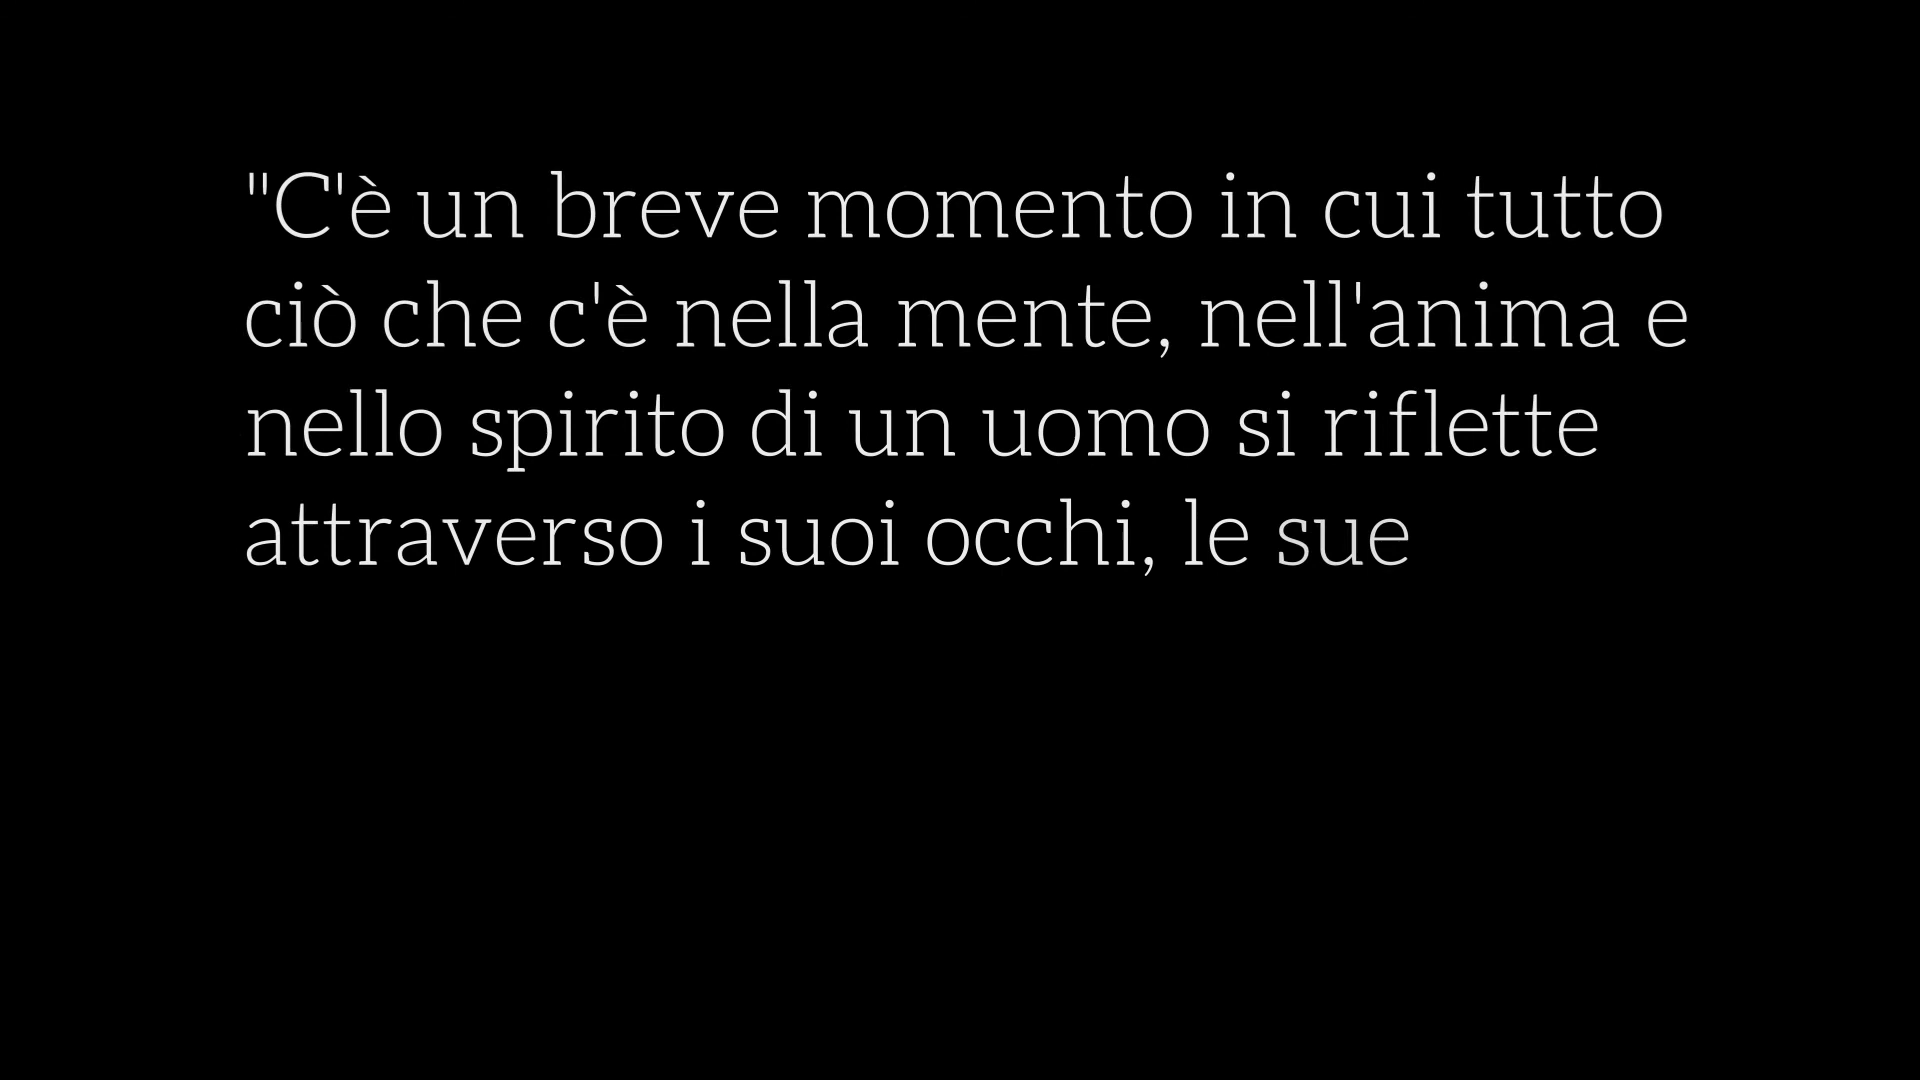 "C'è un breve momento in cui tutto
ciò che c'è nella mente, nell'anima e
nello spirito di un uomo si riflette
attraverso i suoi occhi, le sue